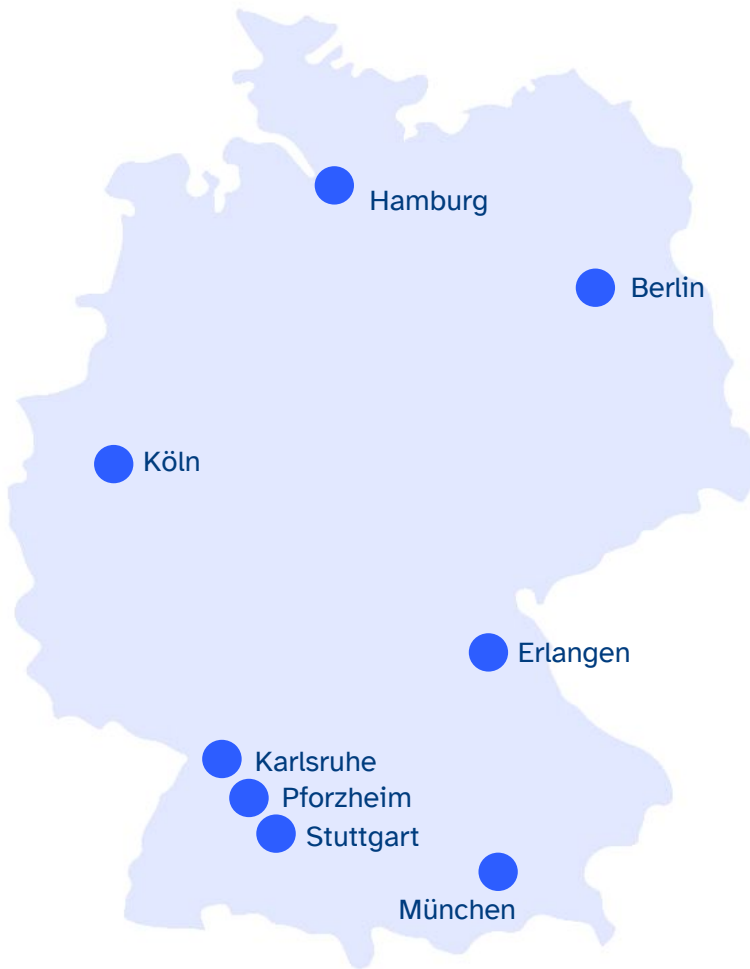 Hamburg
Berlin
Köln
Erlangen
Karlsruhe
Pforzheim
Stuttgart
München